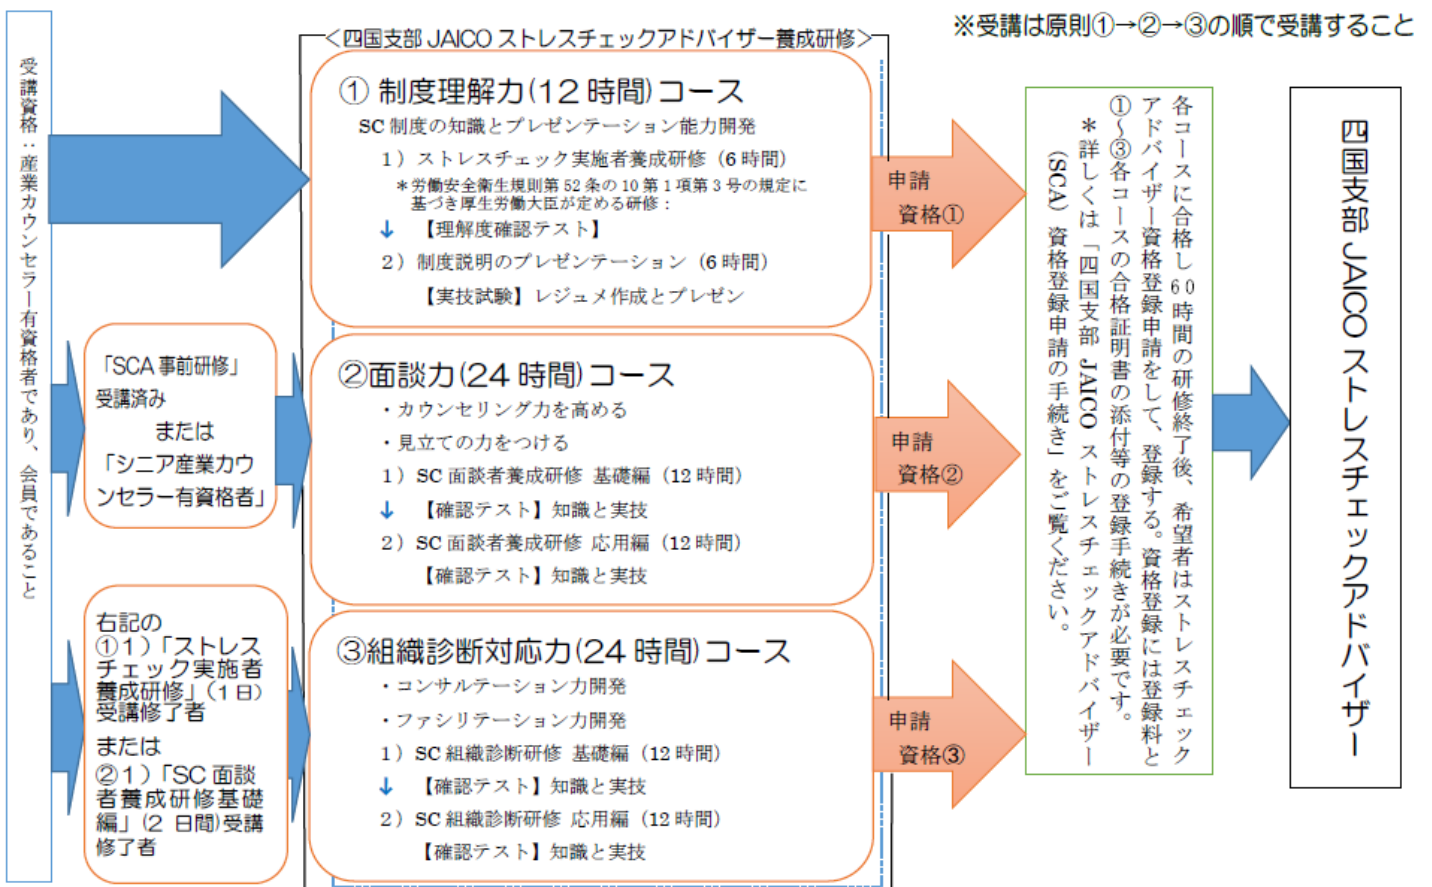 ※受講は原則①→②→③の順で受講すること
＜四国支部 JAICO ストレスチェックアドバイザー養成研修＞
受講資格：産業カウンセラー有資格者であり、会員であること
① 制度理解力(12 時間)コース
SC 制度の知識とプレゼンテーション能力開発
1）ストレスチェック実施者養成研修（6 時間）
＊労働安全衛生規則第 52 条の 10 第 1 項第 3 号の規定に
基づき厚生労働大臣が定める研修：
↓ 【理解度確認テスト】
2）制度説明のプレゼンテーション（6 時間）
【実技試験】レジュメ作成とプレゼン
申請
資格①
「SCA 事前研修」
受講済み
または
「シニア産業カウ
ンセラー有資格者」
②面談力(24 時間)コース
・カウンセリング力を高める
・見立ての力をつける
1）SC 面談者養成研修 基礎編（12 時間）
↓ 【確認テスト】知識と実技
2）SC 面談者養成研修 応用編（12 時間）
【確認テスト】知識と実技
申請
資格②
右記の
①1）「ストレス
チェック実施者
養成研修」(1 日)
受講修了者
または
②1）「SC 面談
者養成研修基礎
編」(2 日間)受講
修了者
③組織診断対応力(24 時間)コース
・コンサルテーション力開発
・ファシリテーション力開発
1）SC 組織診断研修 基礎編（12 時間）
↓ 【確認テスト】知識と実技
2）SC 組織診断研修 応用編（12 時間）
【確認テスト】知識と実技
申請
資格③
各コースに合格し60時間の研修終了後、希望者はストレスチェック
アドバイザー資格登録申請をして、登録する。資格登録には登録料と
①～③各コースの合格証明書の添付等の登録手続きが必要です。
＊詳しくは「四国支部 JAICO ストレスチェックアドバイザー
（SCA）資格登録申請の手続き」をご覧ください。
四国支部 JAICO ストレスチェックアドバイザー